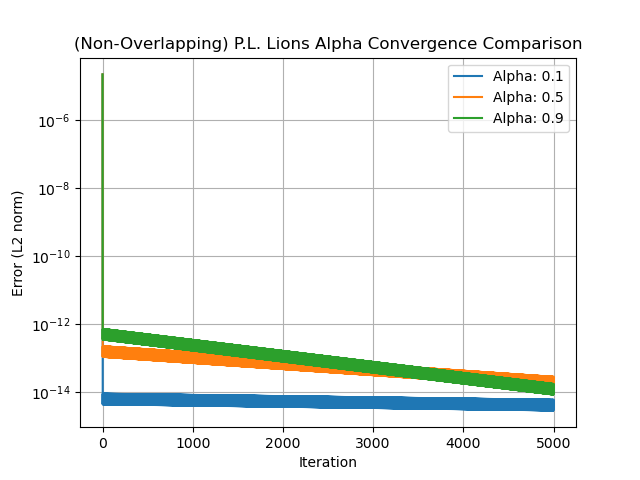 (Non-Overlapping) P.L. Lions Alpha Convergence Comparison
Alpha: 0.1
Alpha: 0.5
Alpha: 0.9
Error (L2 norm)
10⁻⁶
10⁻⁸
10⁻¹⁰
10⁻¹²
10⁻¹⁴
0 1000 2000 3000 4000 5000
Iteration